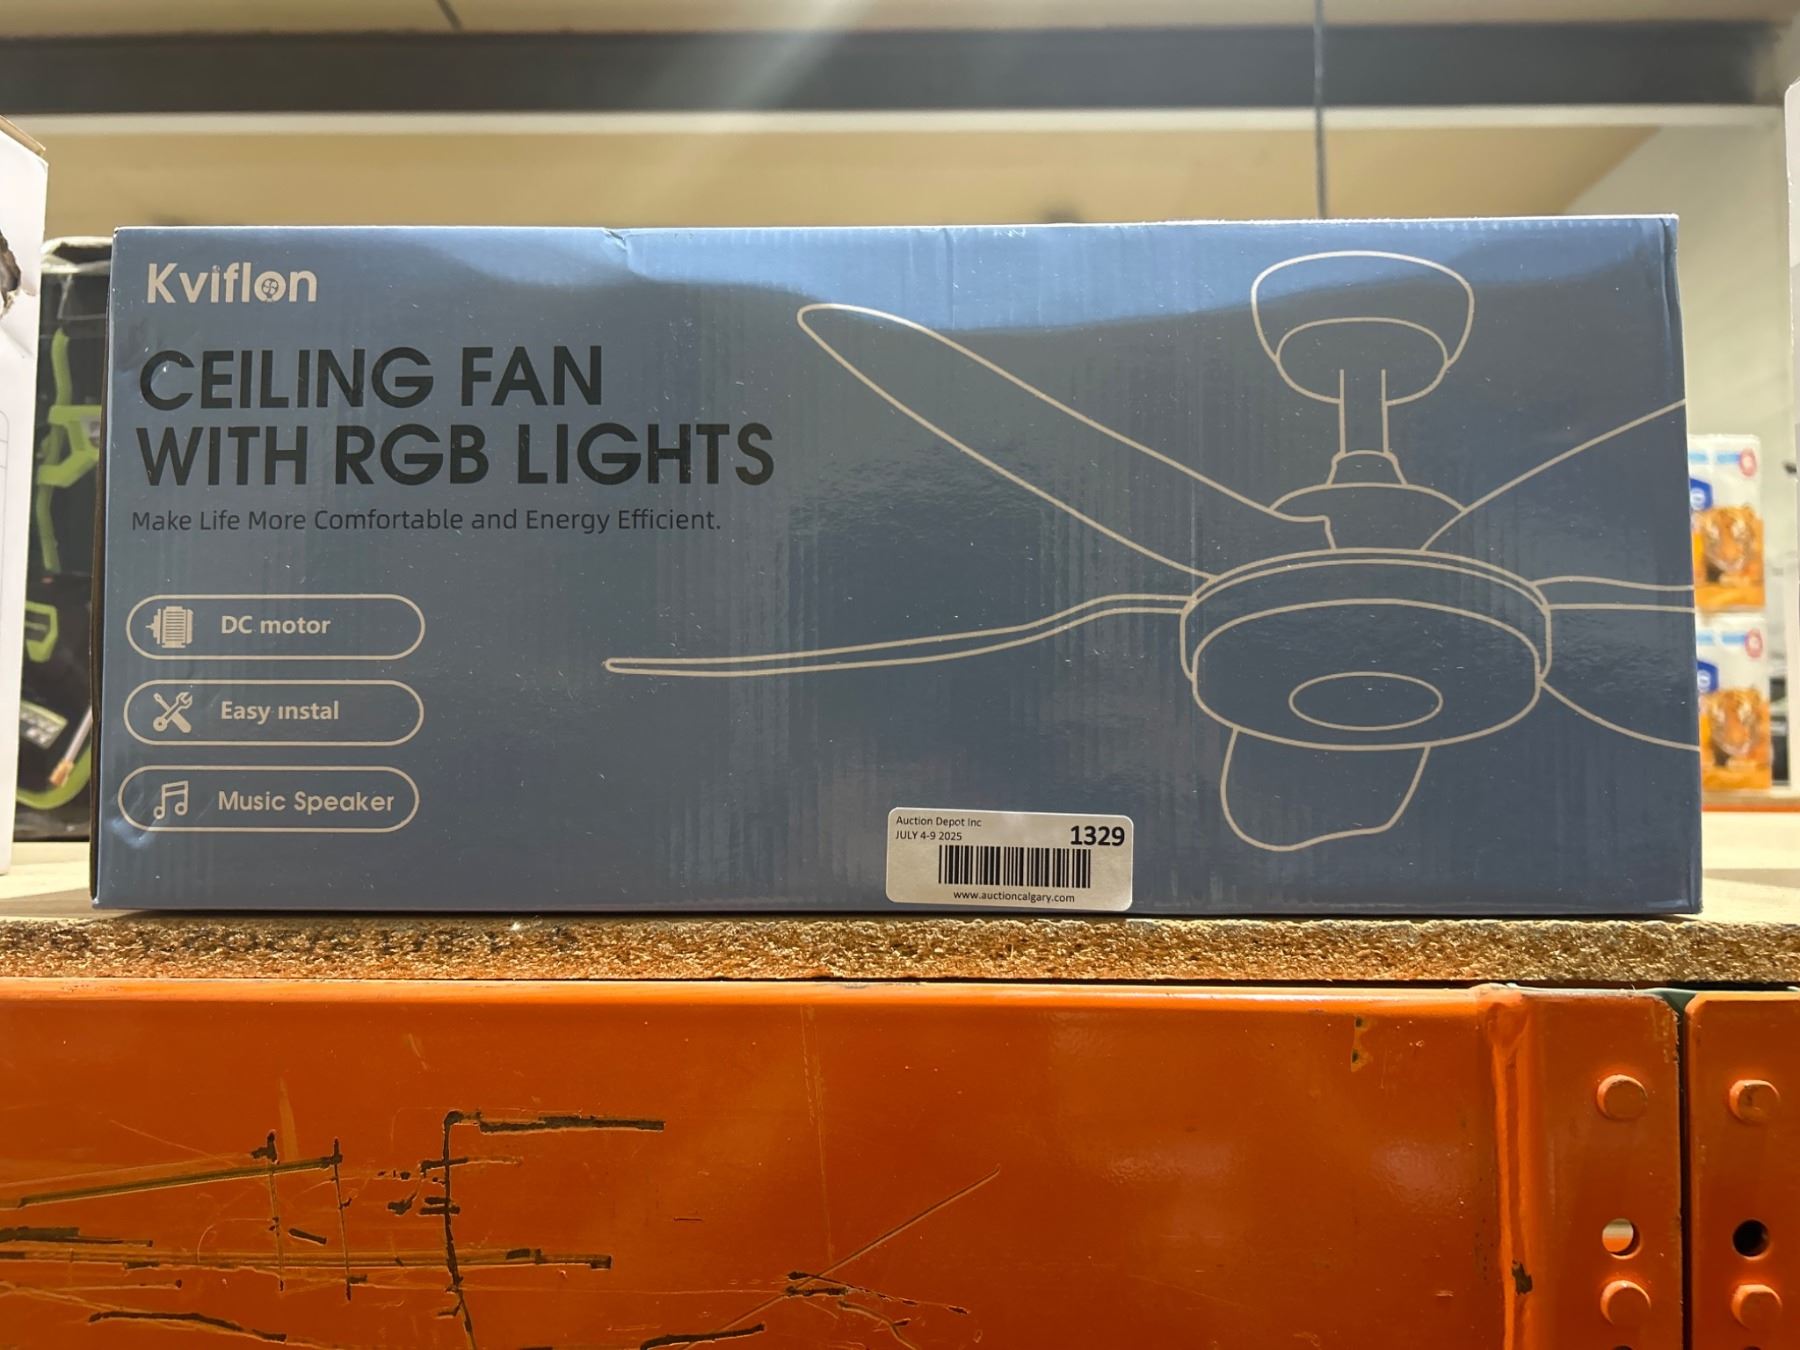 Kviflon
CEILING FAN
WITH RGB LIGHTS
Make Life More Comfortable and Energy Efficient.
DC motor
Easy instal
Music Speaker
Auction Depot Inc
JULY 4-9 2025
1329
www.auctioncalgary.com